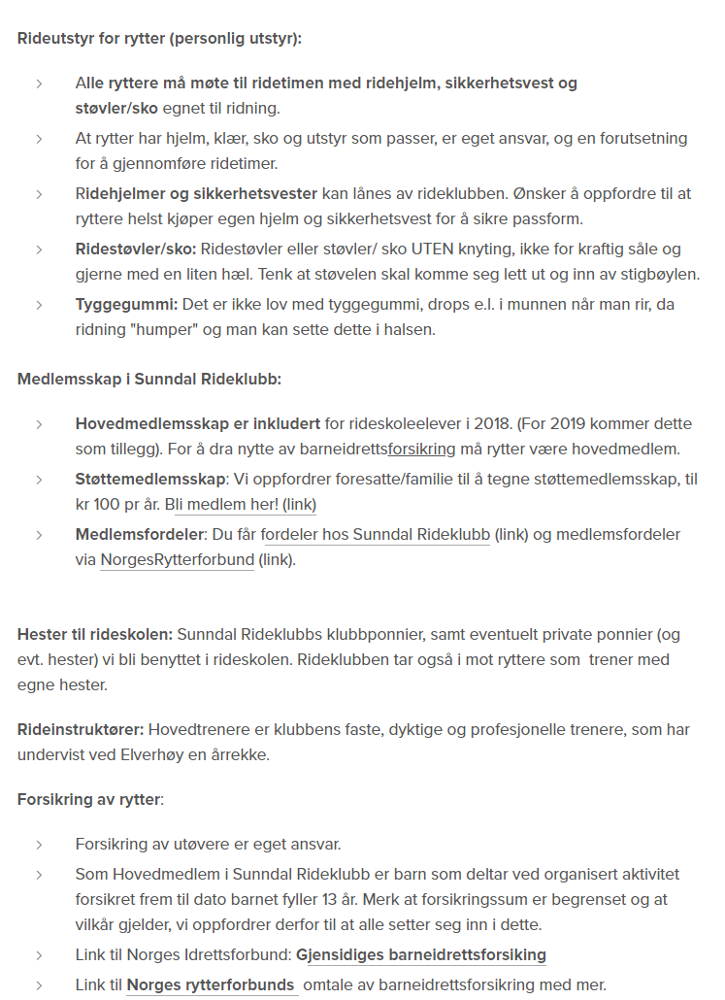 Rideutstyr for rytter (personlig utstyr):
Alle ryttere må møte til ridetimen med ridehjelm, sikkerhetsvest og
støvler/sko egnet til ridning.
At rytter har hjelm, klær, sko og utstyr som passer, er eget ansvar, og en forutsetning
for å gjennomføre ridetimer.
Ridehjelmer og sikkerhetsvester kan lånes av rideklubben. Ønsker å oppfordre til at
ryttere helst kjøper egen hjelm og sikkerhetsvest for å sikre passform.
Ridestøvler/sko: Ridestøvler eller støvler/ sko UTEN knyting, ikke for kraftig såle og
gjerne med en liten hæl. Tenk at støvelen skal komme seg lett ut og inn av stigbøylen.
Tyggegummi: Det er ikke lov med tyggegummi, drops e.l. i munnen når man rir, da
ridning "humper" og man kan sette dette i halsen.
Medlemsskap i Sunndal Rideklubb:
Hovedmedlemsskap er inkludert for rideskoleelever i 2018. (For 2019 kommer dette
som tillegg). For å dra nytte av barneidrettsforsikring må rytter være hovedmedlem.
Støttemedlemsskap: Vi oppfordrer foresatte/familie til å tegne støttemedlemsskap, til
kr 100 pr år. Bli medlem her! (link)
Medlemsfordeler: Du får fordeler hos Sunndal Rideklubb (link) og medlemsfordeler
via NorgesRytterforbund (link).
Hester til rideskolen: Sunndal Rideklubbs klubbponnier, samt eventuelt private ponnier (og
evt. hester) vi bli benyttet i rideskolen. Rideklubben tar også i mot ryttere som  trener med
egne hester.
Rideinstruktører: Hovedtrenere er klubbens faste, dyktige og profesjonelle trenere, som har
undervist ved Elverhøy en årrekke.
Forsikring av rytter:
Forsikring av utøvere er eget ansvar.
Som Hovedmedlem i Sunndal Rideklubb er barn som deltar ved organisert aktivitet
forsikret frem til dato barnet fyller 13 år. Merk at forsikringssum er begrenset og at
vilkår gjelder, vi oppfordrer derfor til at alle setter seg inn i dette.
Link til Norges Idrettsforbund: Gjensidiges barneidrettsforsiking
Link til Norges rytterforbunds  omtale av barneidrettsforsikring med mer.